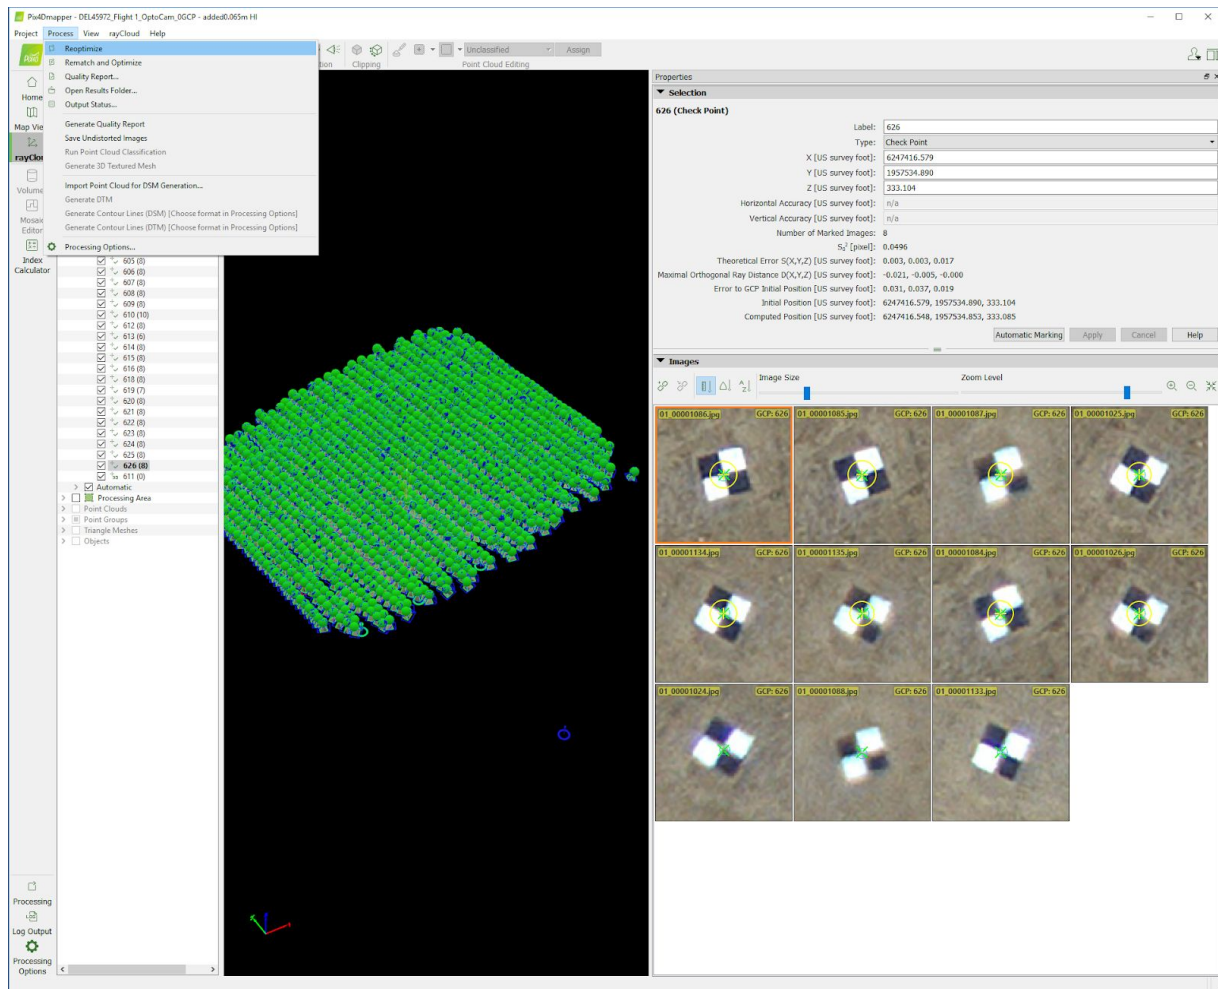 Pix4Dmapper - DEL45972_Flight 1_OptoCam_0GCP - added0.065m HI
Project Process View rayCloud Help
Reoptimize
Rematch and Optimize
Quality Report...
Open Results Folder...
Output Status...
Generate Quality Report
Save Undistorted Images
Run Point Cloud Classification
Generate 3D Textured Mesh
Import Point Cloud for DSM Generation...
Generate DTM
Generate Contour Lines (DSM) [Choose format in Processing Options]
Generate Contour Lines (DTM) [Choose format in Processing Options]
Processing Options...
Unclassified Assign
tion Clipping Point Cloud Editing
Home
Map Vie
rayClou
Volume
Mosaic
Editor
Index
Calculator
605 (8)
606 (8)
607 (8)
608 (8)
609 (8)
610 (10)
612 (8)
613 (6)
614 (8)
615 (8)
616 (8)
618 (8)
619 (7)
620 (8)
621 (8)
622 (8)
623 (8)
624 (8)
625 (8)
626 (8)
611 (0)
Automatic
Processing Area
Point Clouds
Point Groups
Triangle Meshes
Objects
Processing
Log Output
Processing
Options
Properties
Selection
626 (Check Point)
Label: 626
Type: Check Point
X [US survey foot]: 6247416.579
Y [US survey foot]: 1957534.890
Z [US survey foot]: 333.104
Horizontal Accuracy [US survey foot]: n/a
Vertical Accuracy [US survey foot]: n/a
Number of Marked Images: 8
S₀² [pixel]: 0.0496
Theoretical Error S(X,Y,Z) [US survey foot]: 0.003, 0.003, 0.017
Maximal Orthogonal Ray Distance D(X,Y,Z) [US survey foot]: -0.021, -0.005, -0.000
Error to GCP Initial Position [US survey foot]: 0.031, 0.037, 0.019
Initial Position [US survey foot]: 6247416.579, 1957534.890, 333.104
Computed Position [US survey foot]: 6247416.548, 1957534.853, 333.085
Automatic Marking Apply Cancel Help
Images
Image Size Zoom Level
01_00001086.jpg GCP: 626 01_00001085.jpg GCP: 626 01_00001087.jpg GCP: 626 01_00001025.jpg GCP: 626
01_00001134.jpg GCP: 626 01_00001135.jpg GCP: 626 01_00001084.jpg GCP: 626 01_00001026.jpg GCP: 626
01_00001024.jpg GCP: 626 01_00001088.jpg GCP: 626 01_00001133.jpg GCP: 626